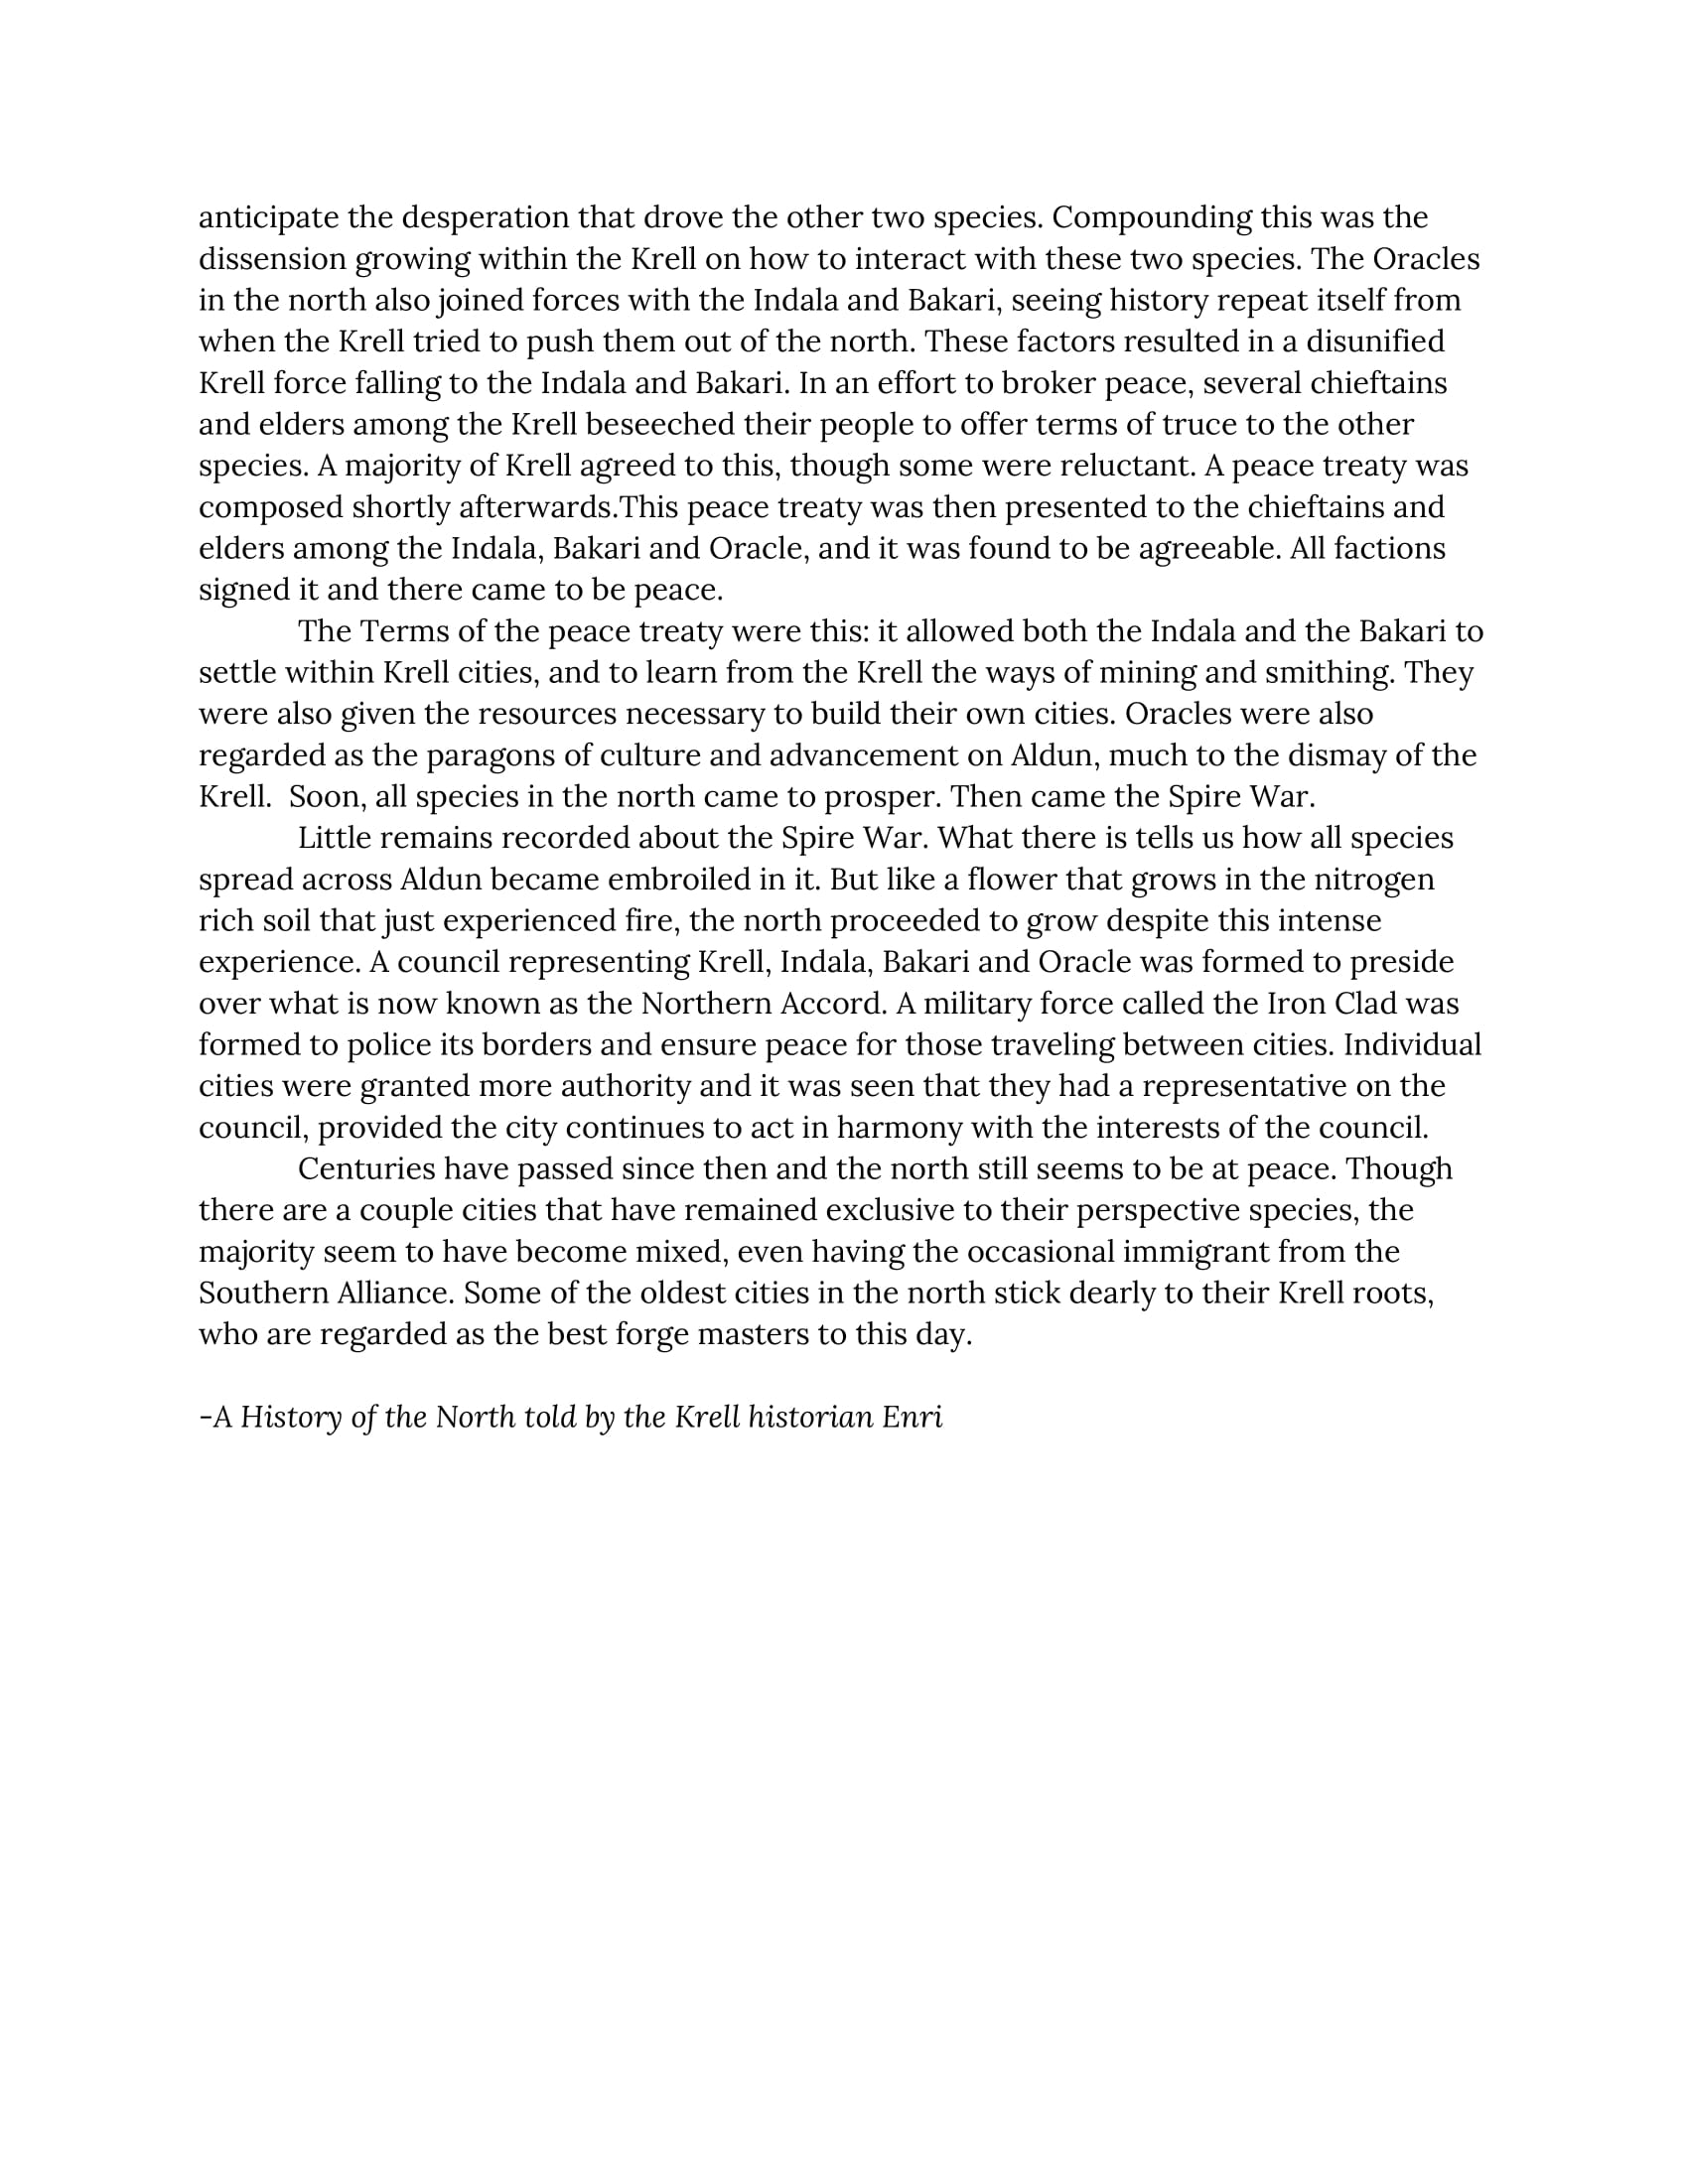 anticipate the desperation that drove the other two species. Compounding this was the
dissension growing within the Krell on how to interact with these two species. The Oracles
in the north also joined forces with the Indala and Bakari, seeing history repeat itself from
when the Krell tried to push them out of the north. These factors resulted in a disunified
Krell force falling to the Indala and Bakari. In an effort to broker peace, several chieftains
and elders among the Krell beseeched their people to offer terms of truce to the other
species. A majority of Krell agreed to this, though some were reluctant. A peace treaty was
composed shortly afterwards.This peace treaty was then presented to the chieftains and
elders among the Indala, Bakari and Oracle, and it was found to be agreeable. All factions
signed it and there came to be peace.
The Terms of the peace treaty were this: it allowed both the Indala and the Bakari to
settle within Krell cities, and to learn from the Krell the ways of mining and smithing. They
were also given the resources necessary to build their own cities. Oracles were also
regarded as the paragons of culture and advancement on Aldun, much to the dismay of the
Krell.  Soon, all species in the north came to prosper. Then came the Spire War.
Little remains recorded about the Spire War. What there is tells us how all species
spread across Aldun became embroiled in it. But like a flower that grows in the nitrogen
rich soil that just experienced fire, the north proceeded to grow despite this intense
experience. A council representing Krell, Indala, Bakari and Oracle was formed to preside
over what is now known as the Northern Accord. A military force called the Iron Clad was
formed to police its borders and ensure peace for those traveling between cities. Individual
cities were granted more authority and it was seen that they had a representative on the
council, provided the city continues to act in harmony with the interests of the council.
Centuries have passed since then and the north still seems to be at peace. Though
there are a couple cities that have remained exclusive to their perspective species, the
majority seem to have become mixed, even having the occasional immigrant from the
Southern Alliance. Some of the oldest cities in the north stick dearly to their Krell roots,
who are regarded as the best forge masters to this day.
-A History of the North told by the Krell historian Enri